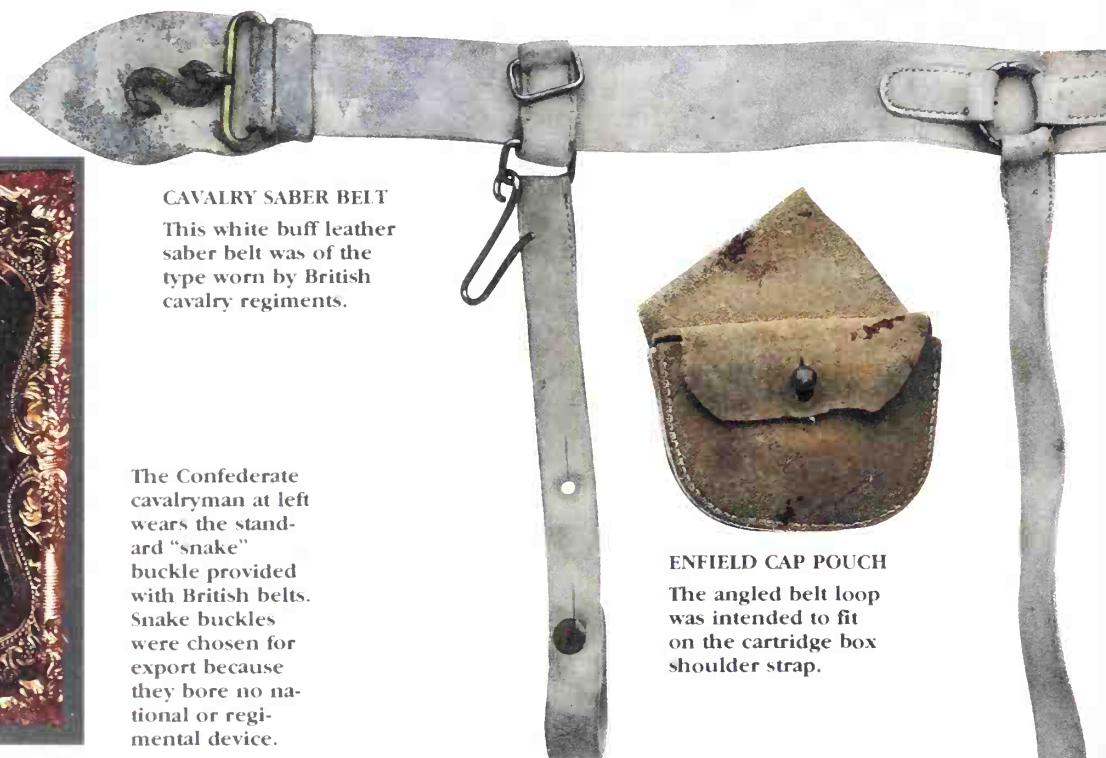 CAVALRY SABER BELT
This white buff leather
saber belt was of the
type worn by British
cavalry regiments.
The Confederate
cavalryman at left
wears the stand-
ard “snake”
buckle provided
with British belts.
Snake buckles
were chosen for
export because
they bore no na-
tional or regi-
mental device.
ENFIELD CAP POUCH
The angled belt loop
was intended to fit
on the cartridge box
shoulder strap.